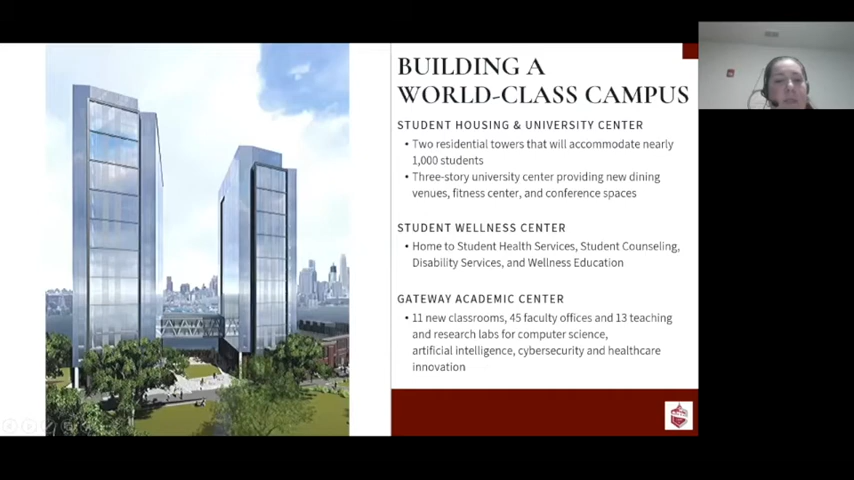 BUILDING A
WORLD-CLASS CAMPUS
STUDENT HOUSING & UNIVERSITY CENTER
• Two residential towers that will accommodate nearly
1,000 students
• Three-story university center providing new dining
venues, fitness center, and conference spaces
STUDENT WELLNESS CENTER
• Home to Student Health Services, Student Counseling,
Disability Services, and Wellness Education
GATEWAY ACADEMIC CENTER
• 11 new classrooms, 45 faculty offices and 13 teaching
and research labs for computer science,
artificial intelligence, cybersecurity and healthcare
innovation